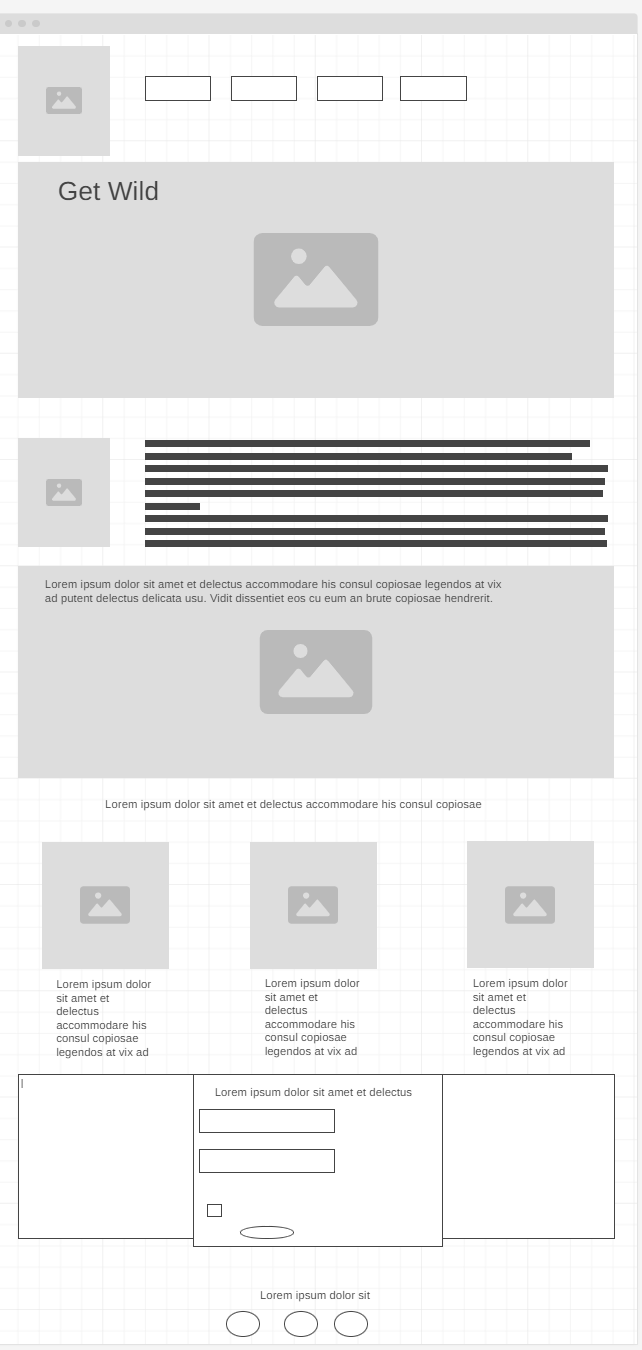 Get Wild
Lorem ipsum dolor sit amet et delectus accommodare his consul copiosae legendos at vix
ad putent delectus delicata usu. Vidit dissentiet eos cu eum an brute copiosae hendrerit.
Lorem ipsum dolor sit amet et delectus accommodare his consul copiosae
Lorem ipsum dolor
sit amet et
delectus
accommodare his
consul copiosae
legendos at vix ad
Lorem ipsum dolor
sit amet et
delectus
accommodare his
consul copiosae
legendos at vix ad
Lorem ipsum dolor
sit amet et
delectus
accommodare his
consul copiosae
legendos at vix ad
Lorem ipsum dolor sit amet et delectus
Lorem ipsum dolor sit